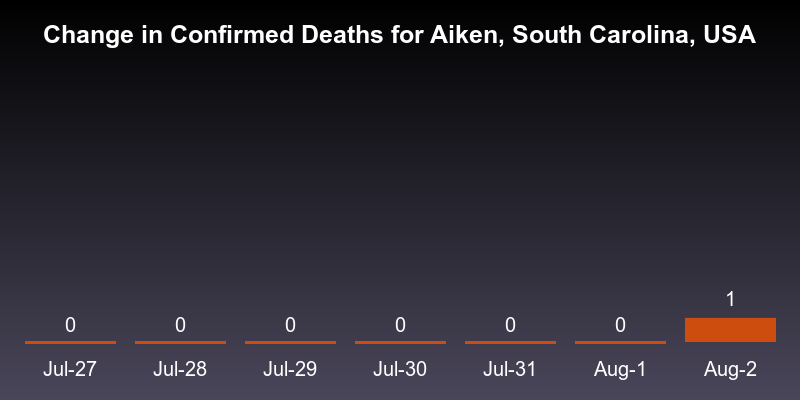 Change in Confirmed Deaths for Aiken, South Carolina, USA
0 0 0 0 0 0 1
Jul-27 Jul-28 Jul-29 Jul-30 Jul-31 Aug-1 Aug-2